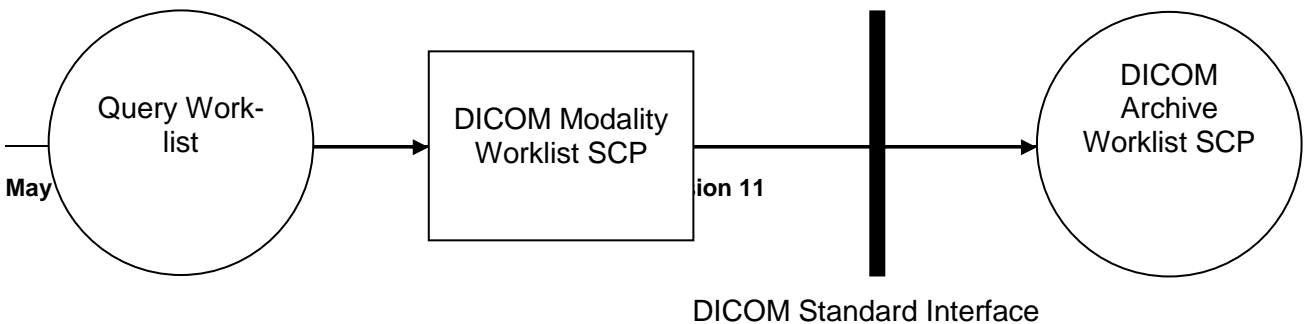 Query Work-
list
DICOM Modality
Worklist SCP
DICOM
Archive
Worklist SCP
May
sion 11
DICOM Standard Interface